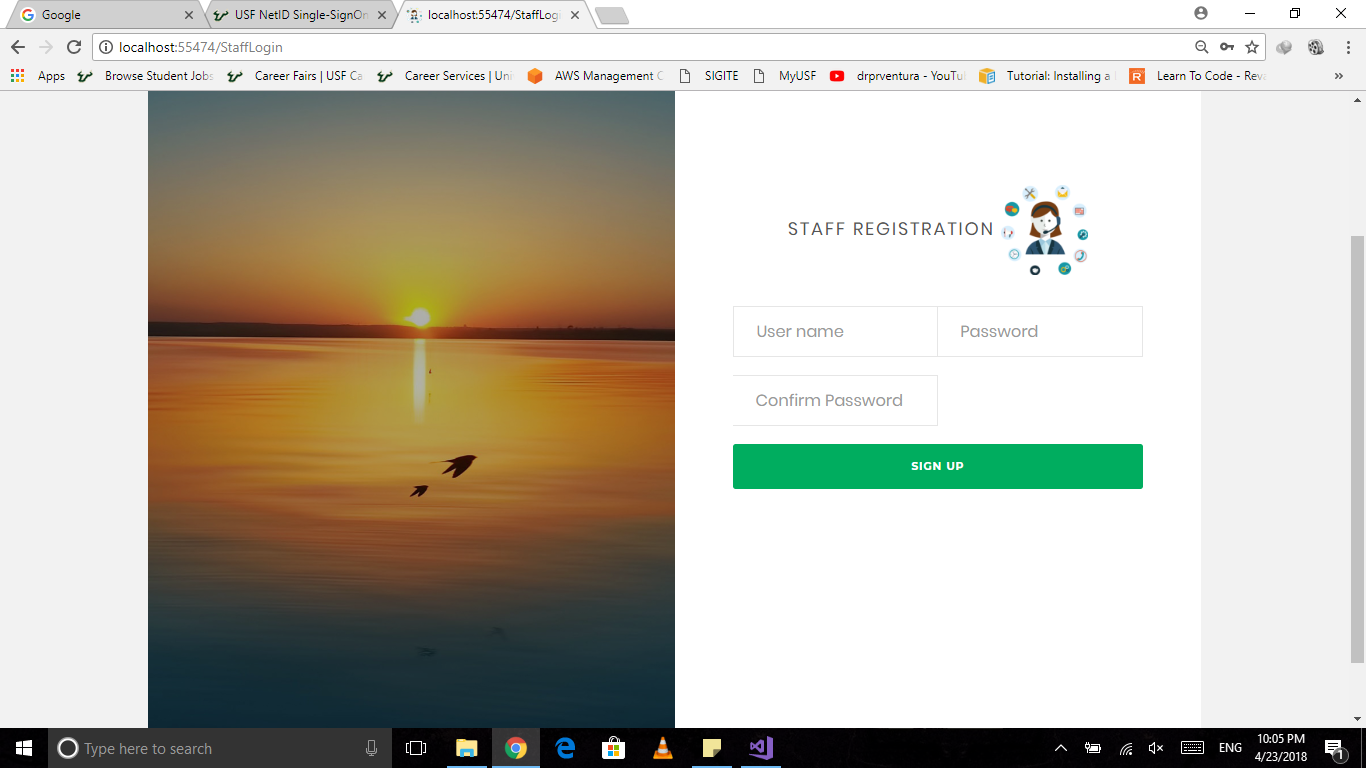 Google
USF NetID Single-SignOn
localhost:55474/StaffLogi
localhost:55474/StaffLogin
Apps
Browse Student Jobs
Career Fairs | USF Ca
Career Services | Uni
AWS Management C
SIGITE
MyUSF
drprventura - YouTu
Tutorial: Installing a
Learn To Code - Reva
»
STAFF REGISTRATION
User name
Password
Confirm Password
SIGN UP
Type here to search
ENG
10:05 PM
4/23/2018
1